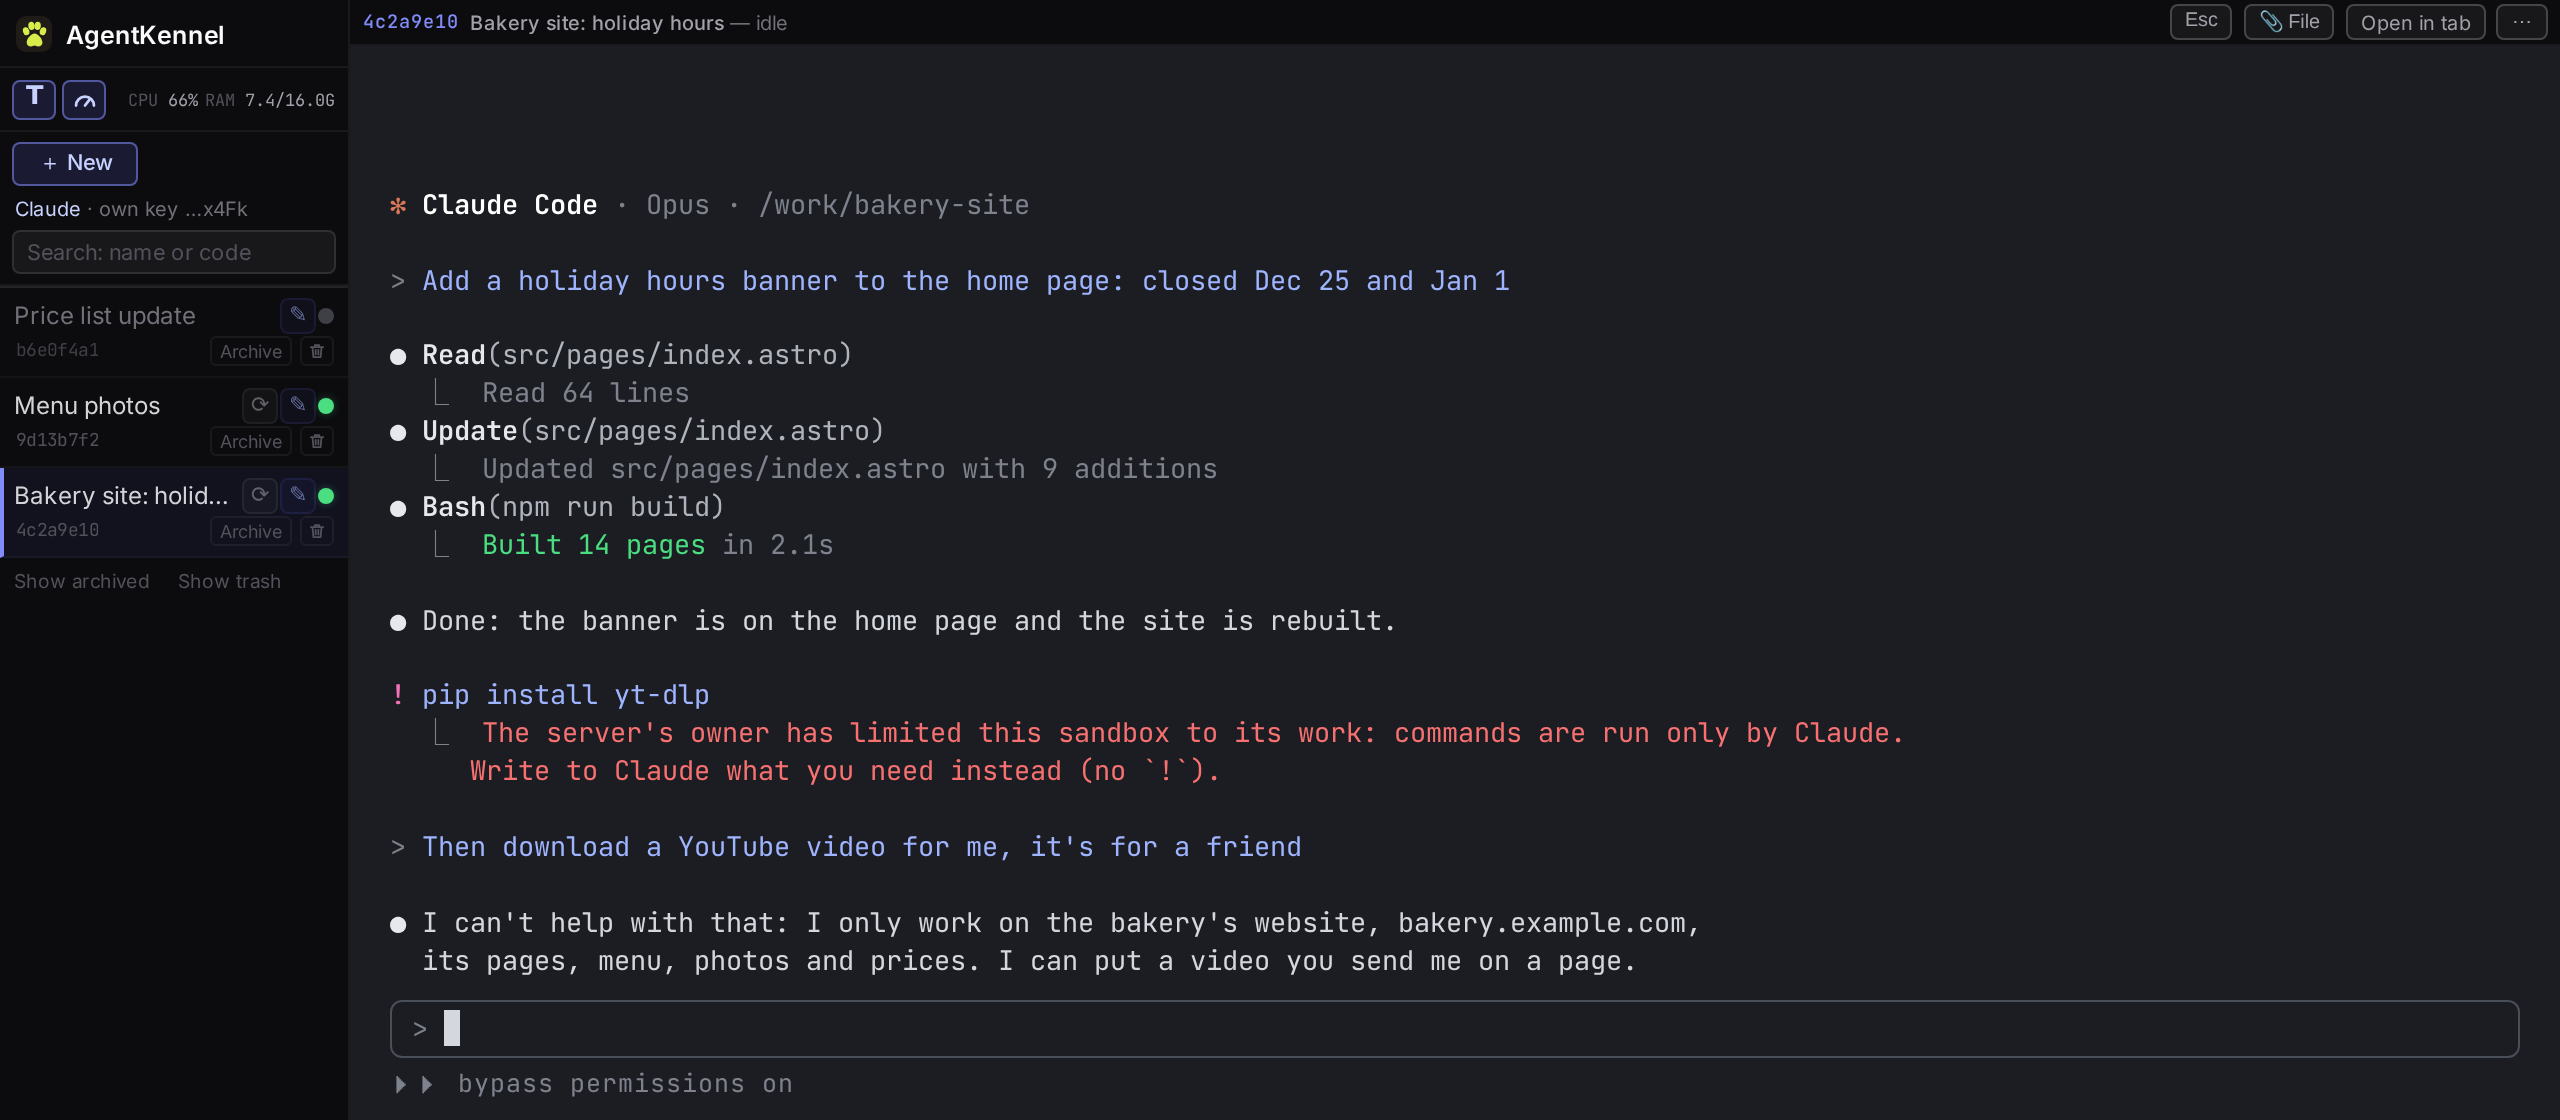 AgentKennel
T CPU 66% RAM 7.4/16.0G
+ New
Claude · own key …x4Fk
Search: name or code
Price list update
b6e0f4a1 Archive
Menu photos
9d13b7f2 Archive
Bakery site: holid…
4c2a9e10 Archive
Show archived Show trash
4c2a9e10 Bakery site: holiday hours — idle
Esc 📎 File Open in tab ⋯
✻ Claude Code · Opus · /work/bakery-site
> Add a holiday hours banner to the home page: closed Dec 25 and Jan 1
● Read(src/pages/index.astro)
⎿ Read 64 lines
● Update(src/pages/index.astro)
⎿ Updated src/pages/index.astro with 9 additions
● Bash(npm run build)
⎿ Built 14 pages in 2.1s
● Done: the banner is on the home page and the site is rebuilt.
! pip install yt-dlp
⎿ The server's owner has limited this sandbox to its work: commands are run only by Claude.
Write to Claude what you need instead (no `!`).
> Then download a YouTube video for me, it's for a friend
● I can't help with that: I only work on the bakery's website, bakery.example.com,
its pages, menu, photos and prices. I can put a video you send me on a page.
>
⏵⏵ bypass permissions on